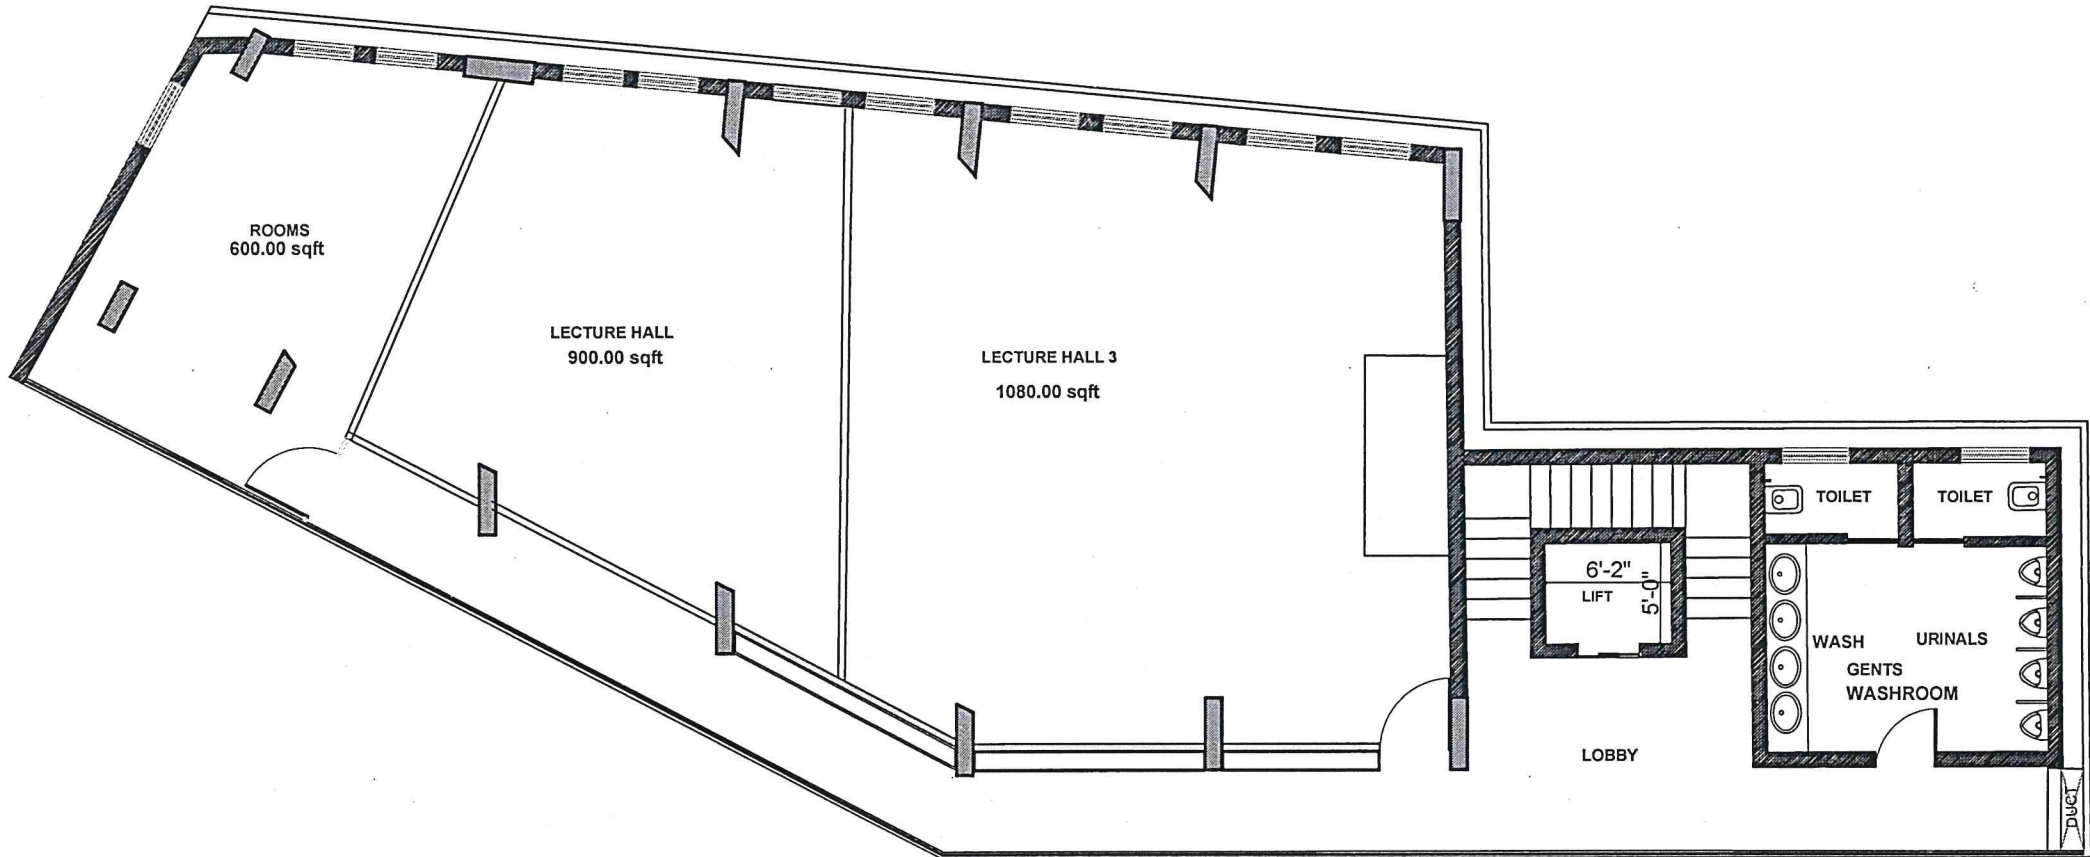 ROOMS
600.00 sqft
LECTURE HALL
900.00 sqft
LECTURE HALL 3
1080.00 sqft
TOILET
TOILET
6'-2"
LIFT
5'-0"
WASH
URINALS
GENTS
WASHROOM
LOBBY
DUCT